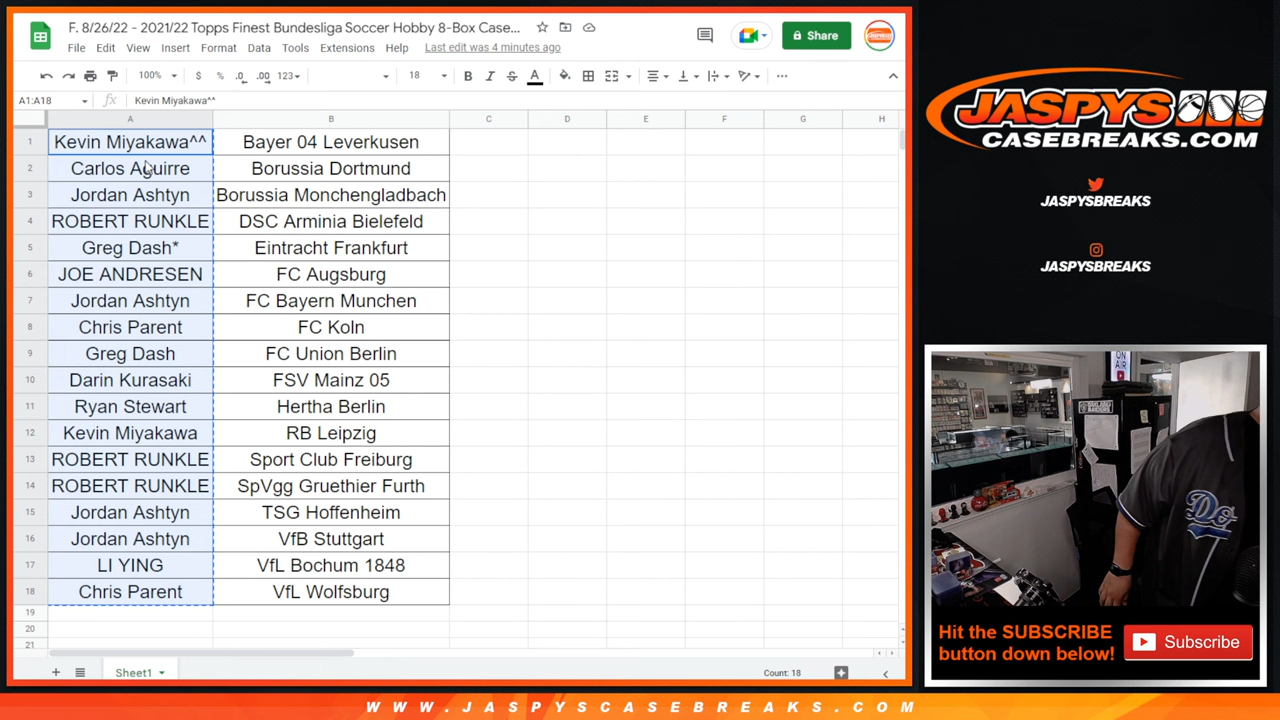 F. 8/26/22 - 2021/22 Topps Finest Bundesliga Soccer Hobby 8-Box Case...
File Edit View Insert Format Data Tools Extensions Help Last edit was 4 minutes ago
Share
100% $ % .0 .00 123 18 B I S A
A1:A18 fx Kevin Miyakawa^^
A B C D E F G H
1 Kevin Miyakawa^^ Bayer 04 Leverkusen
2 Carlos Aguirre Borussia Dortmund
3 Jordan Ashtyn Borussia Monchengladbach
4 ROBERT RUNKLE DSC Arminia Bielefeld
5 Greg Dash* Eintracht Frankfurt
6 JOE ANDRESEN FC Augsburg
7 Jordan Ashtyn FC Bayern Munchen
8 Chris Parent FC Koln
9 Greg Dash FC Union Berlin
10 Darin Kurasaki FSV Mainz 05
11 Ryan Stewart Hertha Berlin
12 Kevin Miyakawa RB Leipzig
13 ROBERT RUNKLE Sport Club Freiburg
14 ROBERT RUNKLE SpVgg Gruethier Furth
15 Jordan Ashtyn TSG Hoffenheim
16 Jordan Ashtyn VfB Stuttgart
17 LI YING VfL Bochum 1848
18 Chris Parent VfL Wolfsburg
19
20
21
Sheet1 Count: 18
JASPYS
CASEBREAKS.COM
JASPYSBREAKS
JASPYSBREAKS
ON
AIR
Do
Hit the SUBSCRIBE
button down below!
Subscribe
WWW.JASPYSCASEBREAKS.COM